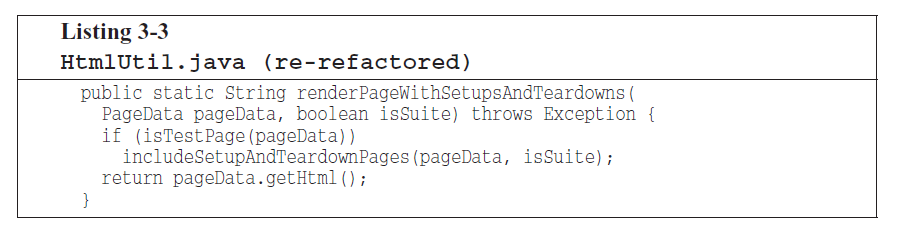 Listing 3-3
HtmlUtil.java (re-refactored)
public static String renderPageWithSetupsAndTeardowns(
PageData pageData, boolean isSuite) throws Exception {
if (isTestPage(pageData))
includeSetupAndTeardownPages(pageData, isSuite);
return pageData.getHtml();
}